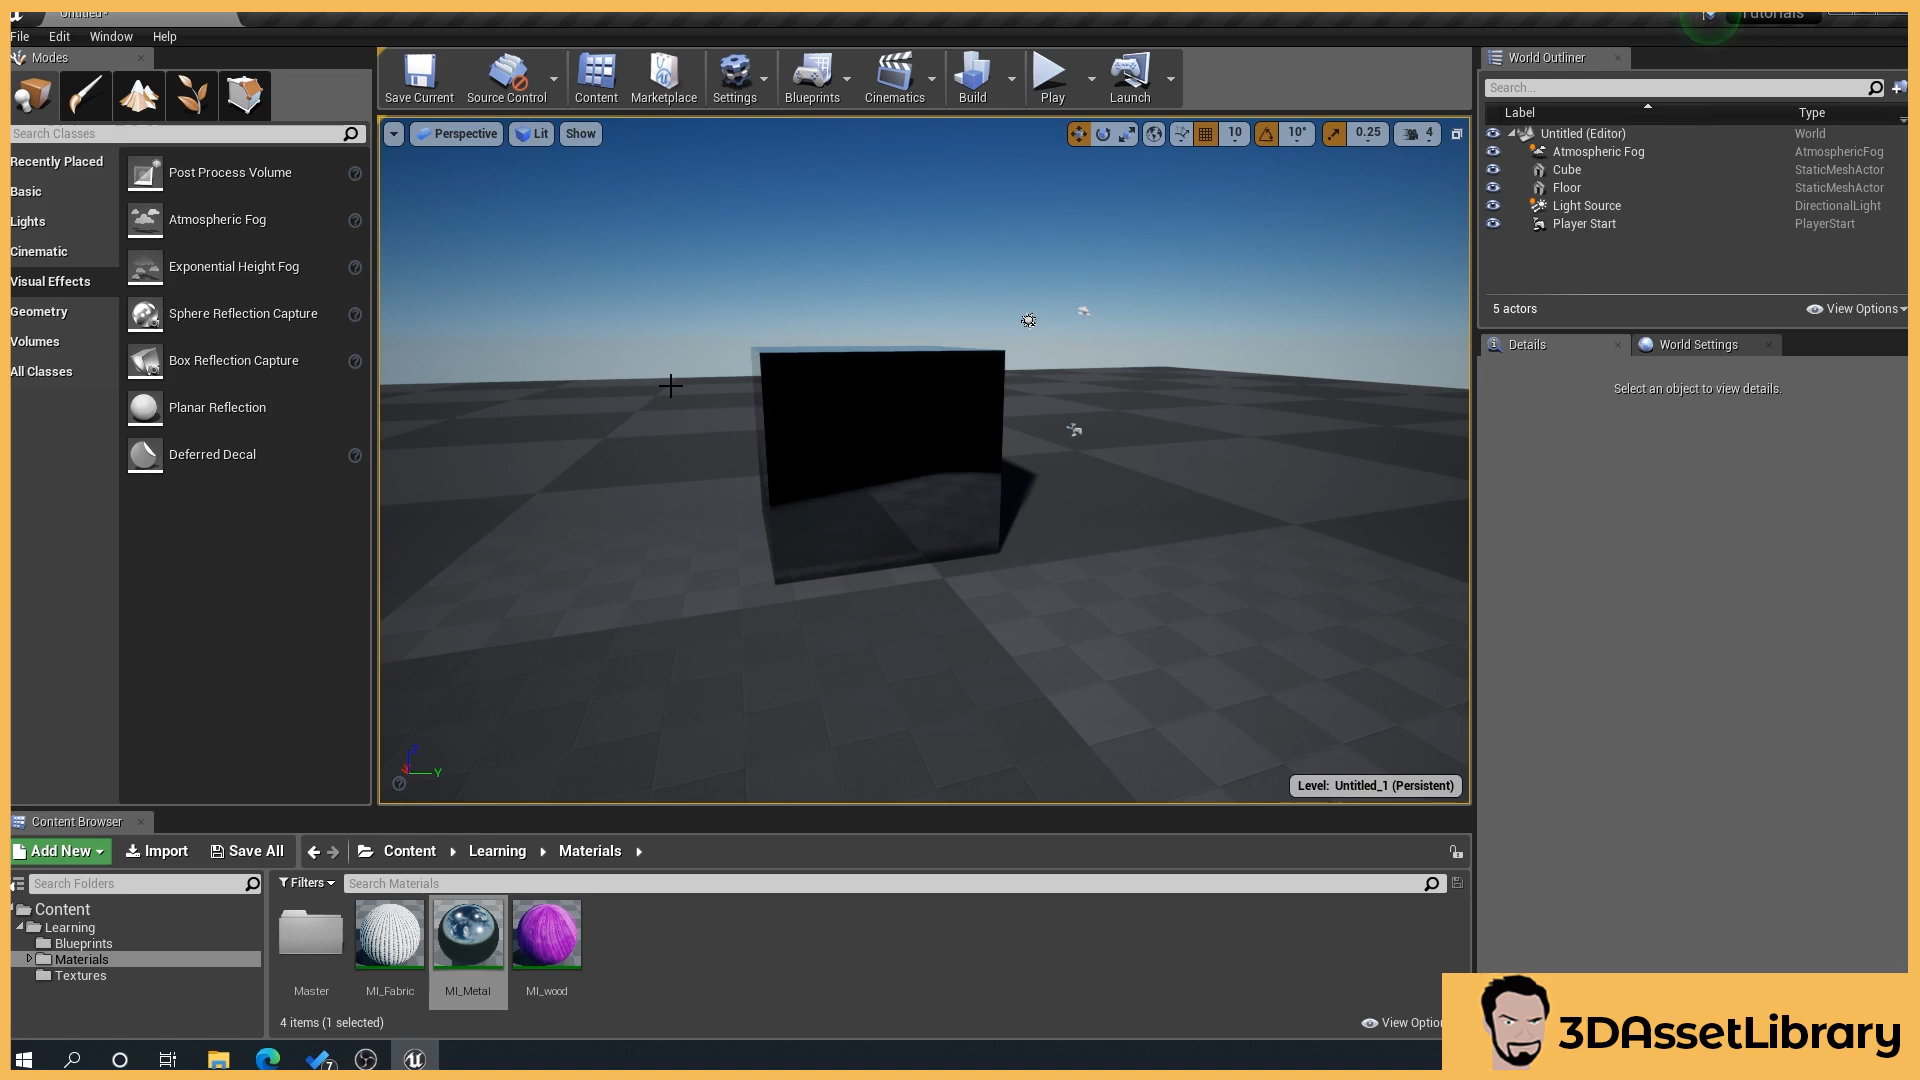 Untitled*
Tutorials
File Edit Window Help
Modes
Save Current Source Control Content Marketplace Settings Blueprints Cinematics Build Play Launch
World Outliner
Search Classes
Search...
Perspective Lit Show
10 10° 0.25 4
Label Type
Recently Placed
Basic
Lights
Cinematic
Visual Effects
Geometry
Volumes
All Classes
Post Process Volume
Atmospheric Fog
Exponential Height Fog
Sphere Reflection Capture
Box Reflection Capture
Planar Reflection
Deferred Decal
Untitled (Editor) World
Atmospheric Fog AtmosphericFog
Cube StaticMeshActor
Floor StaticMeshActor
Light Source DirectionalLight
Player Start PlayerStart
5 actors View Options
Details World Settings
Select an object to view details.
Z
Y
Level: Untitled_1 (Persistent)
Content Browser
Add New Import Save All Content Learning Materials
Search Folders
Filters Search Materials
Content
Learning
Blueprints
Materials
Textures
Master MI_Fabric MI_Metal MI_wood
4 items (1 selected) View Optio
7
3DAssetLibrary